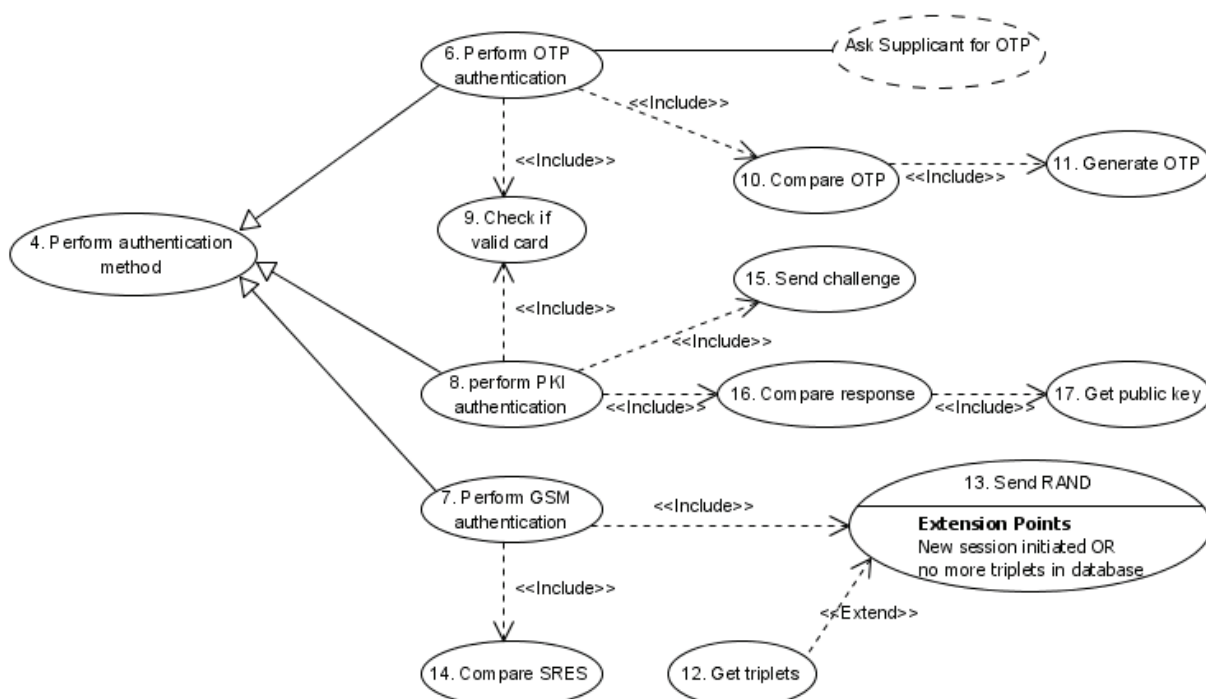 6. Perform OTP
authentication
Ask Supplicant for OTP
<<Include>>
<<Include>>
10. Compare OTP
<<Include>>
11. Generate OTP
9. Check if
valid card
4. Perform authentication
method
15. Send challenge
<<Include>>
<<Include>>
8. perform PKI
authentication
<<Include>>
16. Compare response
<<Include>>
17. Get public key
7. Perform GSM
authentication
<<Include>>
13. Send RAND
Extension Points
New session initiated OR
no more triplets in database
<<Include>>
<<Extend>>
14. Compare SRES
12. Get triplets